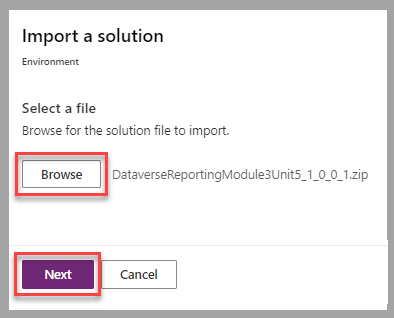 Import a solution
Environment
Select a file
Browse for the solution file to import.
Browse DataverseReportingModule3Unit5_1_0_0_1.zip
Next Cancel